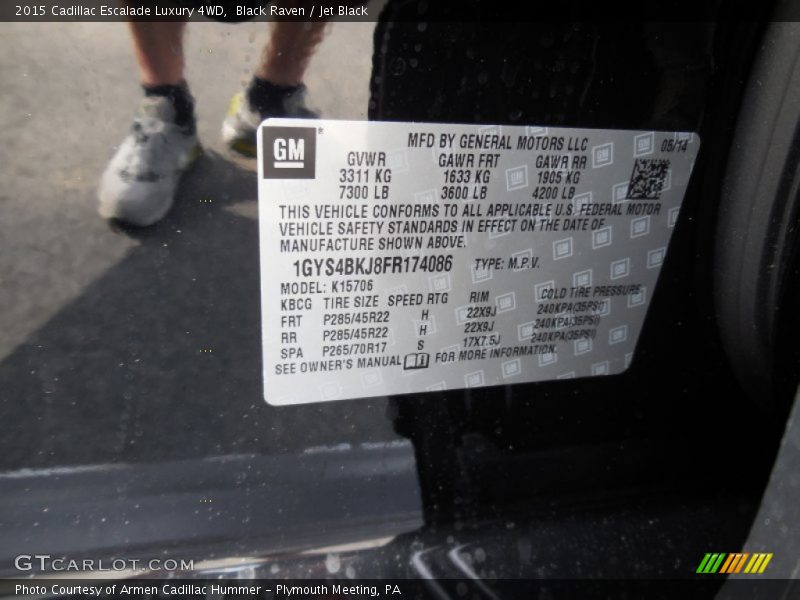 2015 Cadillac Escalade Luxury 4WD, Black Raven / Jet Black
GM
MFD BY GENERAL MOTORS LLC 06/14
GVWR GAWR FRT GAWR RR
3311 KG 1633 KG 1905 KG
7300 LB 3600 LB 4200 LB
THIS VEHICLE CONFORMS TO ALL APPLICABLE U.S. FEDERAL MOTOR
VEHICLE SAFETY STANDARDS IN EFFECT ON THE DATE OF
MANUFACTURE SHOWN ABOVE.
1GYS4BKJ8FR174086 TYPE: M.P.V.
MODEL: K15706
KBCG TIRE SIZE SPEED RTG RIM COLD TIRE PRESSURE
FRT P285/45R22 H 22X9J 240KPA(35PSI)
RR P285/45R22 H 22X9J 240KPA(35PSI)
SPA P265/70R17 S 17X7.5J 240KPA(35PSI)
SEE OWNER'S MANUAL FOR MORE INFORMATION.
GTCARLOT.COM
Photo Courtesy of Armen Cadillac Hummer – Plymouth Meeting, PA